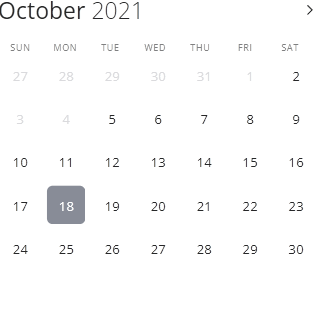 October 2021 >
SUN MON TUE WED THU FRI SAT
27 28 29 30 31 1 2
3 4 5 6 7 8 9
10 11 12 13 14 15 16
17 18 19 20 21 22 23
24 25 26 27 28 29 30